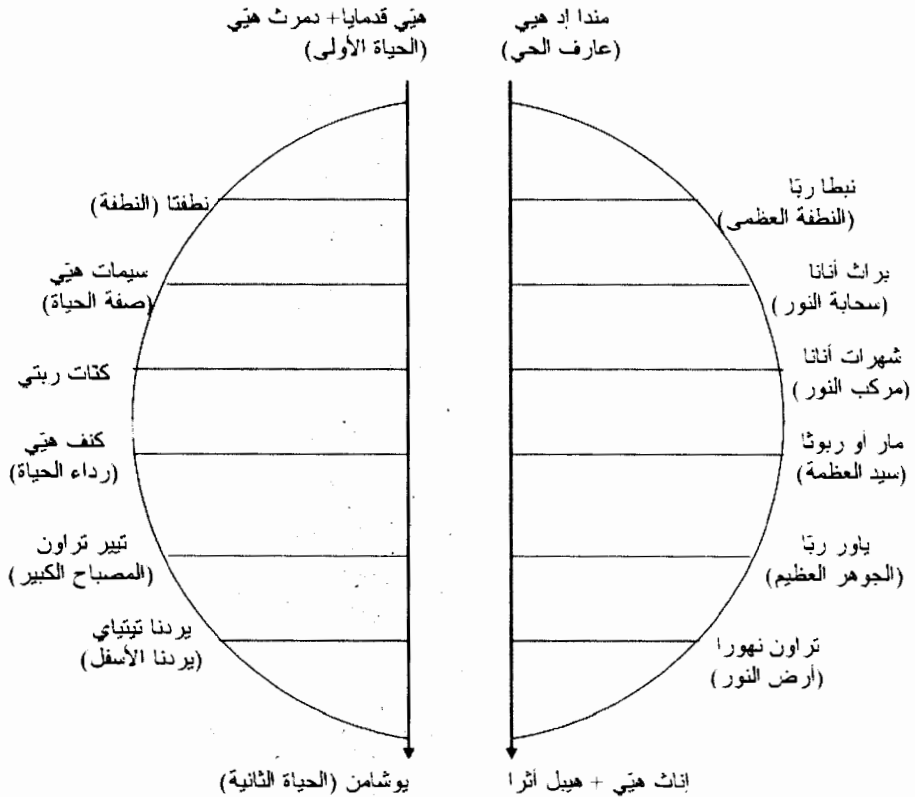 مندا إد هيي
(عارف الحي)
هيّي قدمايا+ دمرث هيّي
(الحياة الأولى)
نبطا ربّا
(النطفة العظمى)
نطفتا (النطفة)
براث أنانا
(سحابة النور)
سيمات هيّي
(صفة الحياة)
شهرات أنانا
(مركب النور)
كنّات ربتي
مار أو ربوثا
(سيد العظمة)
كنف هيّي
(رداء الحياة)
ياور ربّا
(الجوهر العظيم)
تيير تراون
(المصباح الكبير)
تراون نهورا
(أرض النور)
يردنا تيتياي
(يردنا الأسفل)
إناث هيّي + هيبل أثرا
يوشامن (الحياة الثانية)